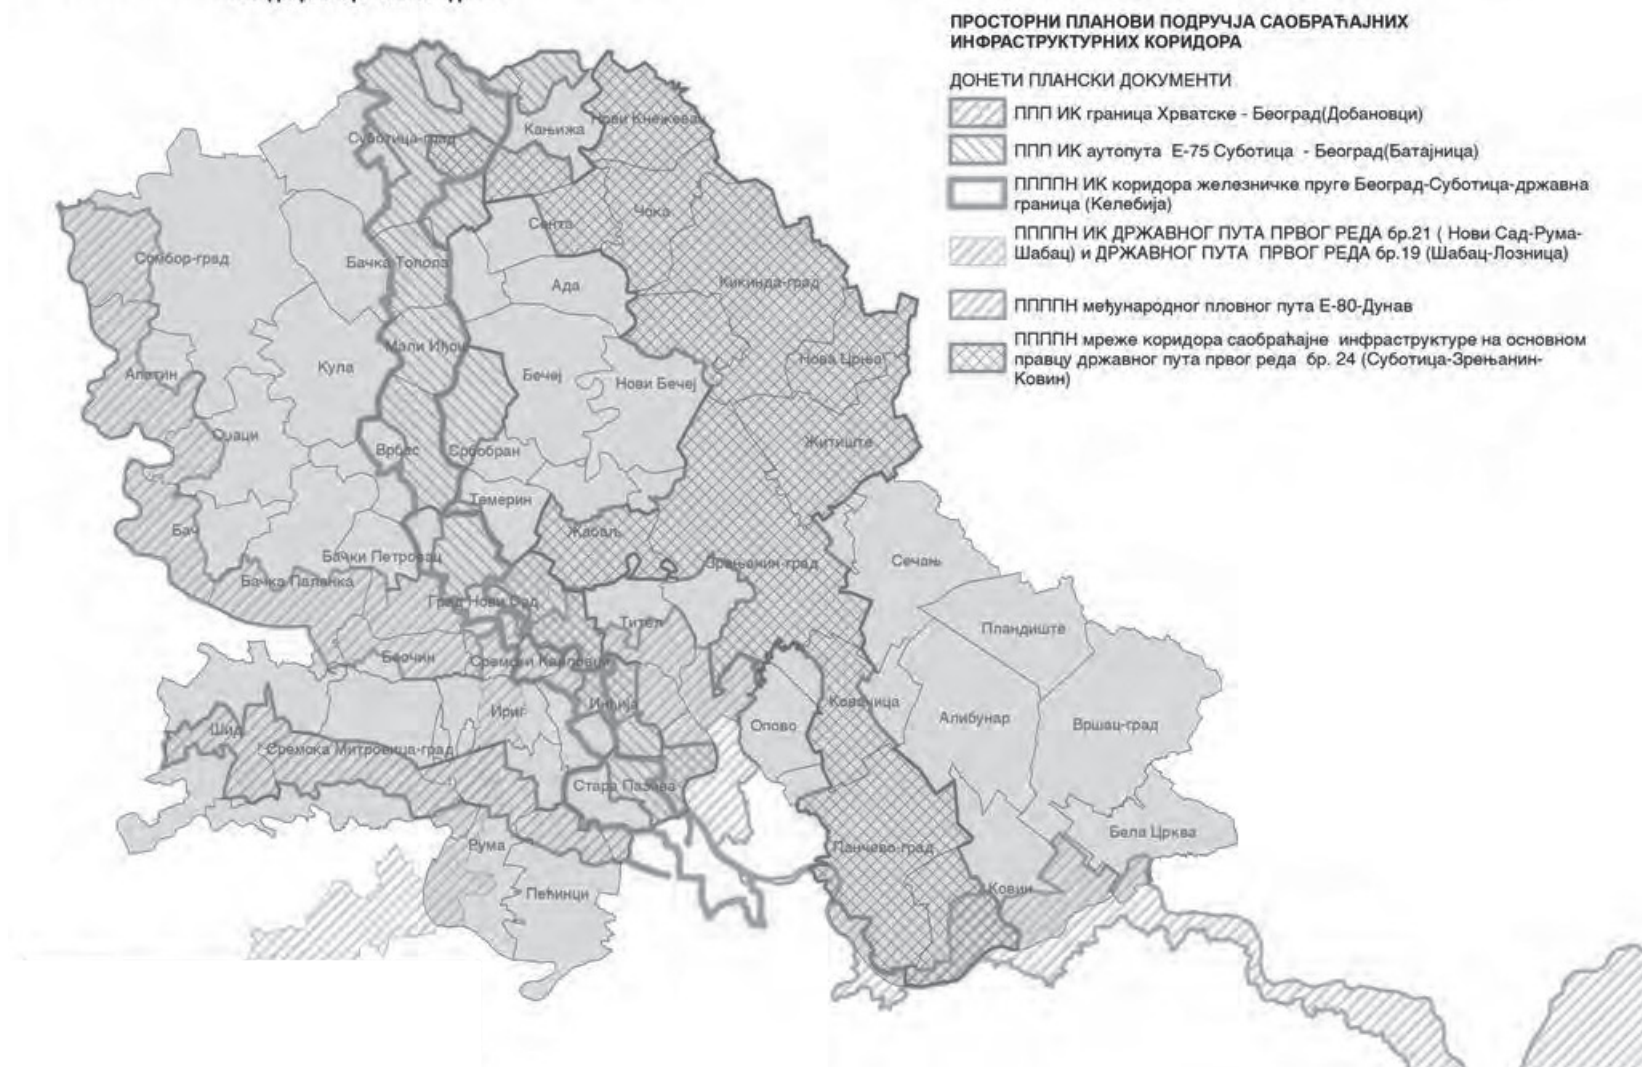 ПРОСТОРНИ ПЛАНОВИ ПОДРУЧЈА САОБРАЋАЈНИХ
ИНФРАСТРУКТУРНИХ КОРИДОРА
ДОНЕТИ ПЛАНСКИ ДОКУМЕНТИ
ППП ИК граница Хрватске - Београд(Добановци)
ППП ИК аутопута Е-75 Суботица - Београд(Батајница)
ППППН ИК коридора железничке пруге Београд-Суботица-државна
граница (Келебија)
ППППН ИК ДРЖАВНОГ ПУТА ПРВОГ РЕДА бр.21 ( Нови Сад-Рума-
Шабац) и ДРЖАВНОГ ПУТА ПРВОГ РЕДА бр.19 (Шабац-Лозница)
ППППН међународног пловног пута Е-80-Дунав
ППППН мреже коридора саобраћајне инфраструктуре на основном
правцу државног пута првог реда бр. 24 (Суботица-Зрењанин-
Ковин)
Суботица-град
Кањижа
Нови Кнежевац
Сента
Чока
Сомбор-град
Бачка Топола
Ада
Кикинда-град
Мали Иђош
Нова Црња
Апатин
Кула
Бечеј
Нови Бечеј
Оџаци
Врбас
Србобран
Житиште
Темерин
Бач
Жабаљ
Бачки Петровац
Зрењанин-град
Сечањ
Бачка Паланка
Град Нови Сад
Тител
Пландиште
Беочин
Сремски Карловци
Шид
Ириг
Инђија
Ковачица
Опово
Алибунар
Вршац-град
Сремска Митровица-град
Стара Пазова
Рума
Панчево-град
Бела Црква
Пећинци
Ковин